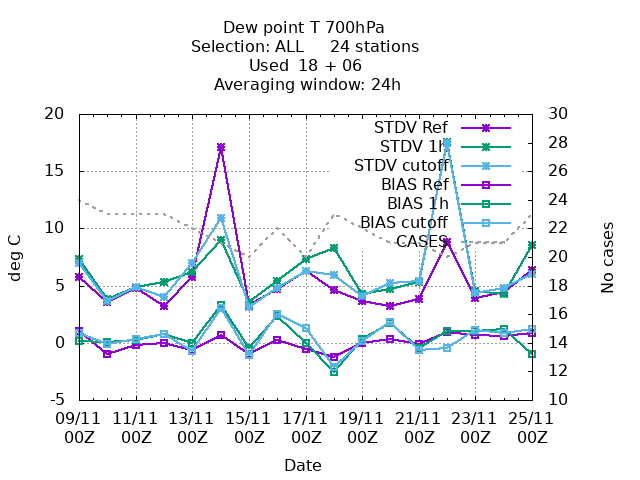 Dew point T 700hPa
Selection: ALL 24 stations
Used 18 + 06
Averaging window: 24h
20
15
10
5
0
-5
30
28
26
24
22
20
18
16
14
12
10
STDV Ref
STDV 1h
STDV cutoff
BIAS Ref
BIAS 1h
BIAS cutoff
CASES
deg C
No cases
09/11 11/11 13/11 15/11 17/11 19/11 21/11 23/11 25/11
00Z 00Z 00Z 00Z 00Z 00Z 00Z 00Z 00Z
Date